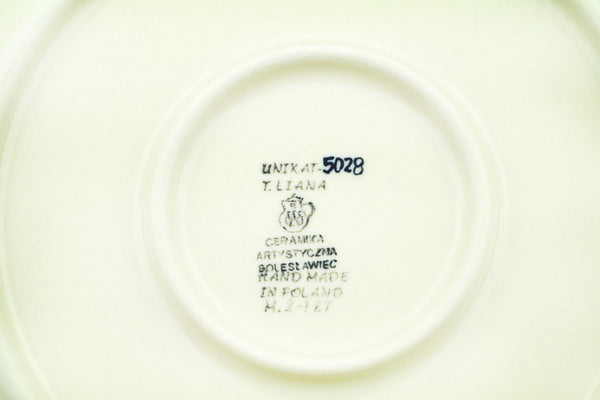 UNIKAT-5028
T. LIANA
CERAMIKA
ARTYSTYCZNA
BOLESŁAWIEC
HAND MADE
IN POLAND